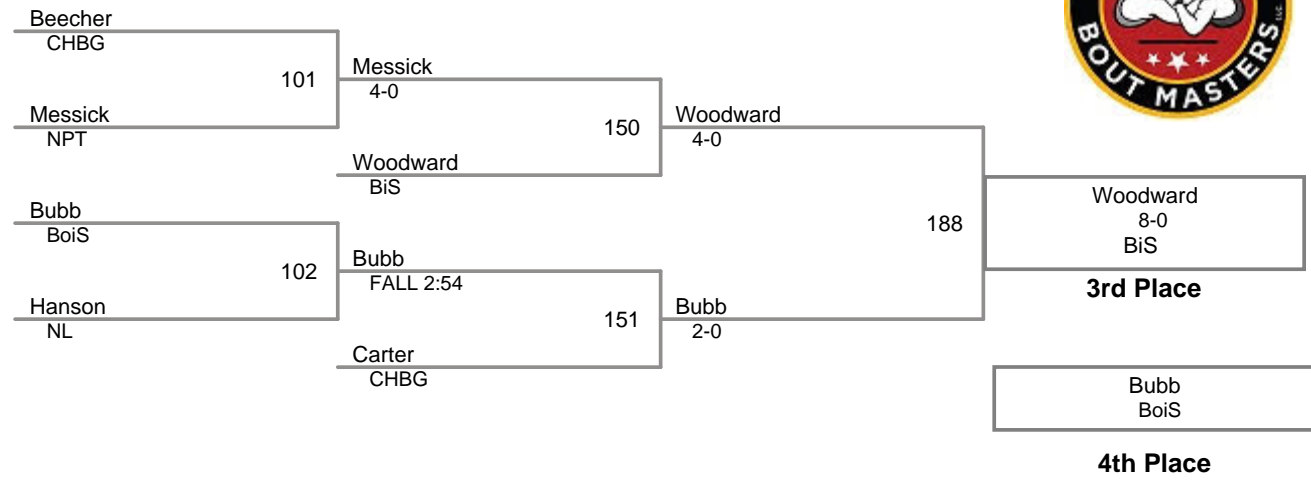 Beecher
CHBG
101
Messick
NPT
Messick
4-0
150
Woodward
BiS
Woodward
4-0
Bubb
BoiS
102
Hanson
NL
Bubb
FALL 2:54
151
Carter
CHBG
Bubb
2-0
188
Woodward
8-0
BiS
3rd Place
Bubb
BoiS
4th Place
BOUT MASTERS